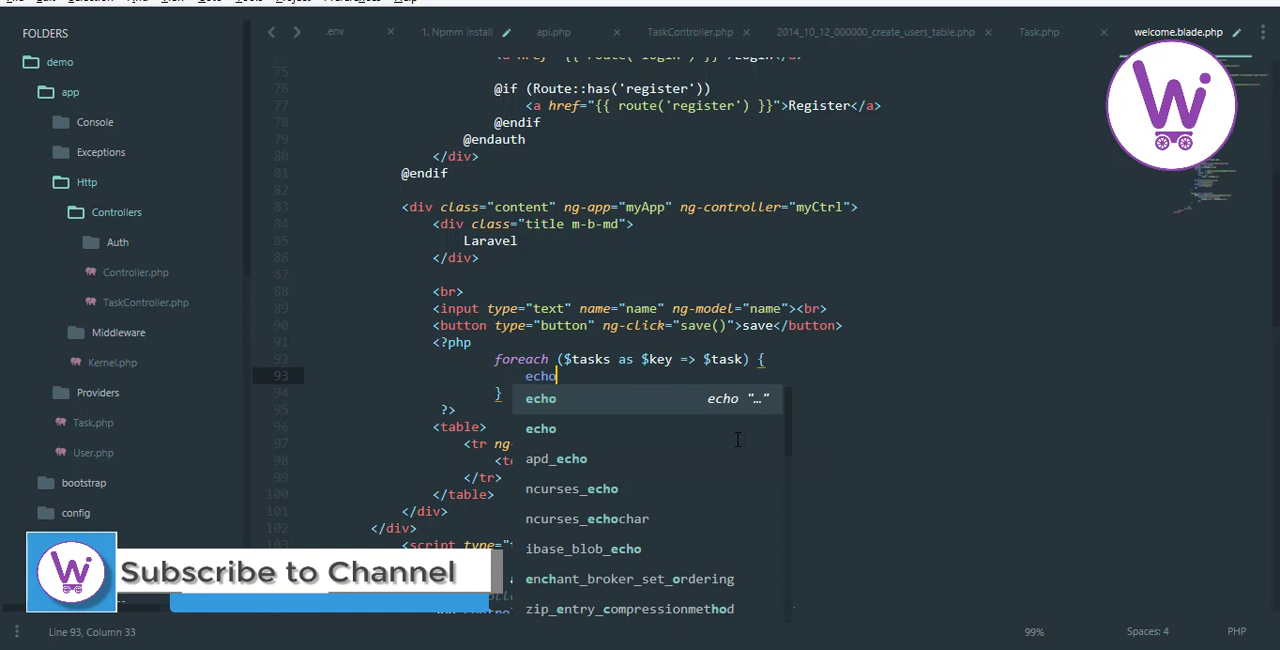 FOLDERS
demo
app
Console
Exceptions
Http
Controllers
Auth
Controller.php
TaskController.php
Middleware
Kernel.php
Providers
Task.php
User.php
bootstrap
config
.env
1. Npmm install
api.php
TaskController.php
2014_10_12_000000_create_users_table.php
Task.php
welcome.blade.php
75
76 @if (Route::has('register'))
77 <a href="{{ route('register') }}">Register</a>
78 @endif
79 @endauth
80 </div>
81 @endif
82
83 <div class="content" ng-app="myApp" ng-controller="myCtrl">
84 <div class="title m-b-md">
85 Laravel
86 </div>
87
88 <br>
89 <input type="text" name="name" ng-model="name"><br>
90 <button type="button" ng-click="save()">save</button>
91 <?php
92 foreach ($tasks as $key => $task) {
93 echo
94 }
95 ?>
96 <table>
97 <tr ng-
98 <t
99 </tr>
100 </table>
101 </div>
102 </div>
103 <script type="
echo echo "…"
echo
apd_echo
ncurses_echo
ncurses_echochar
ibase_blob_echo
enchant_broker_set_ordering
zip_entry_compressionmethod
W
Subscribe to Channel
Line 93, Column 33
99%
Spaces: 4
PHP